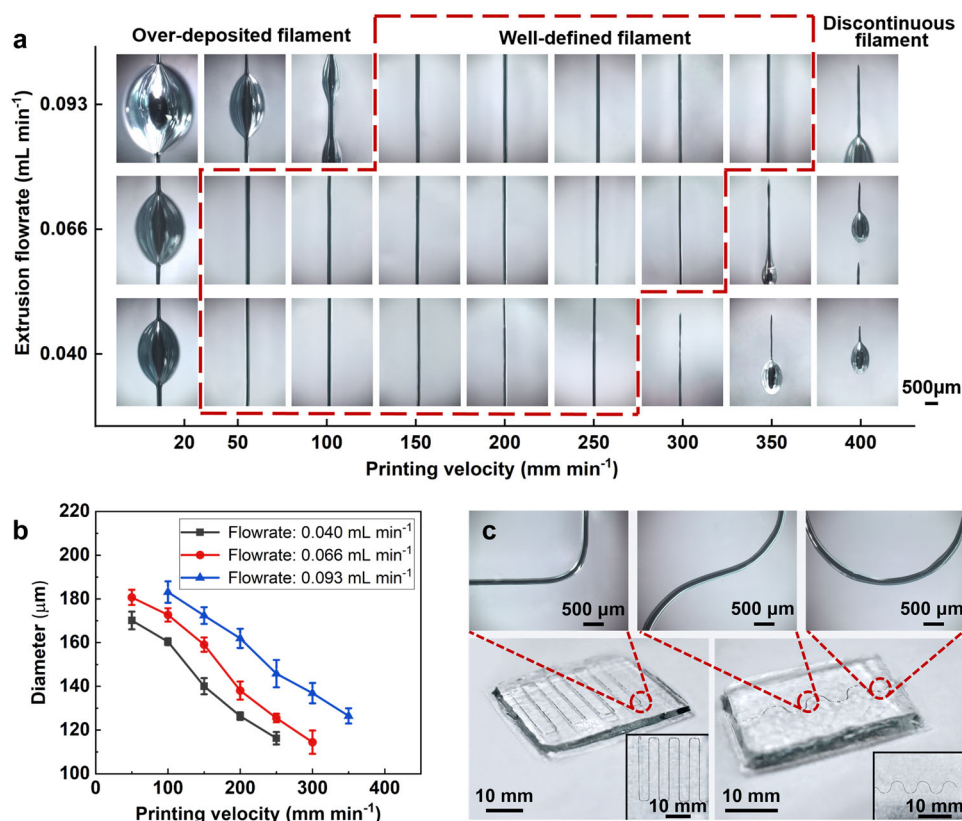 a
Over-deposited filament
Well-defined filament
Discontinuous
filament
Extrusion flowrate (mL min⁻¹)
0.093
0.066
0.040
500μm
20 50 100 150 200 250 300 350 400
Printing velocity (mm min⁻¹)
b
220
200
180
160
140
120
100
Diameter (μm)
Flowrate: 0.040 mL min⁻¹
Flowrate: 0.066 mL min⁻¹
Flowrate: 0.093 mL min⁻¹
0 100 200 300 400
Printing velocity (mm min⁻¹)
c
500 μm
500 μm
500 μm
10 mm
10 mm
10 mm
10 mm